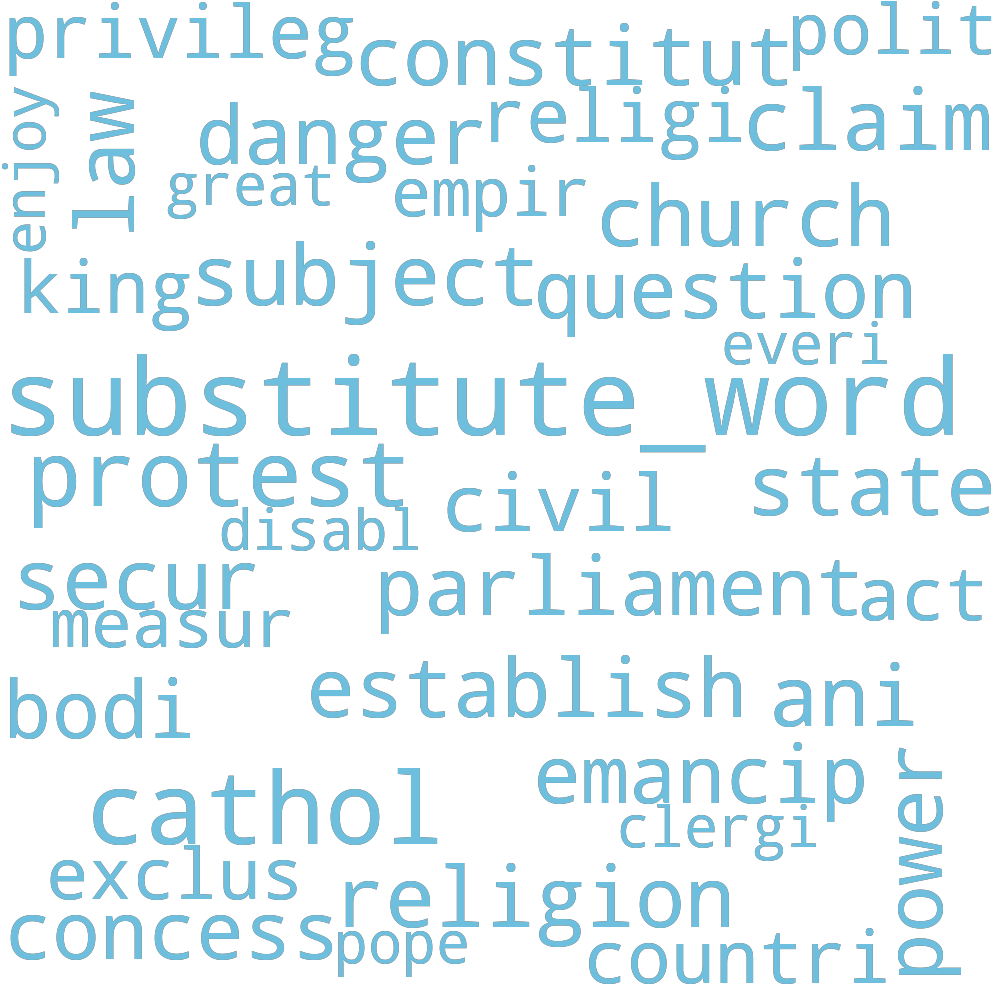 privileg
constitut
polit
enjoy
law
danger
religi
claim
great
empir
church
king
subject
question
everi
substitute_word
protest
civil
state
disabl
secur
parliament
act
measur
bodi
establish
ani
cathol
emancip
clergi
power
exclus
religion
concess
pope
countri